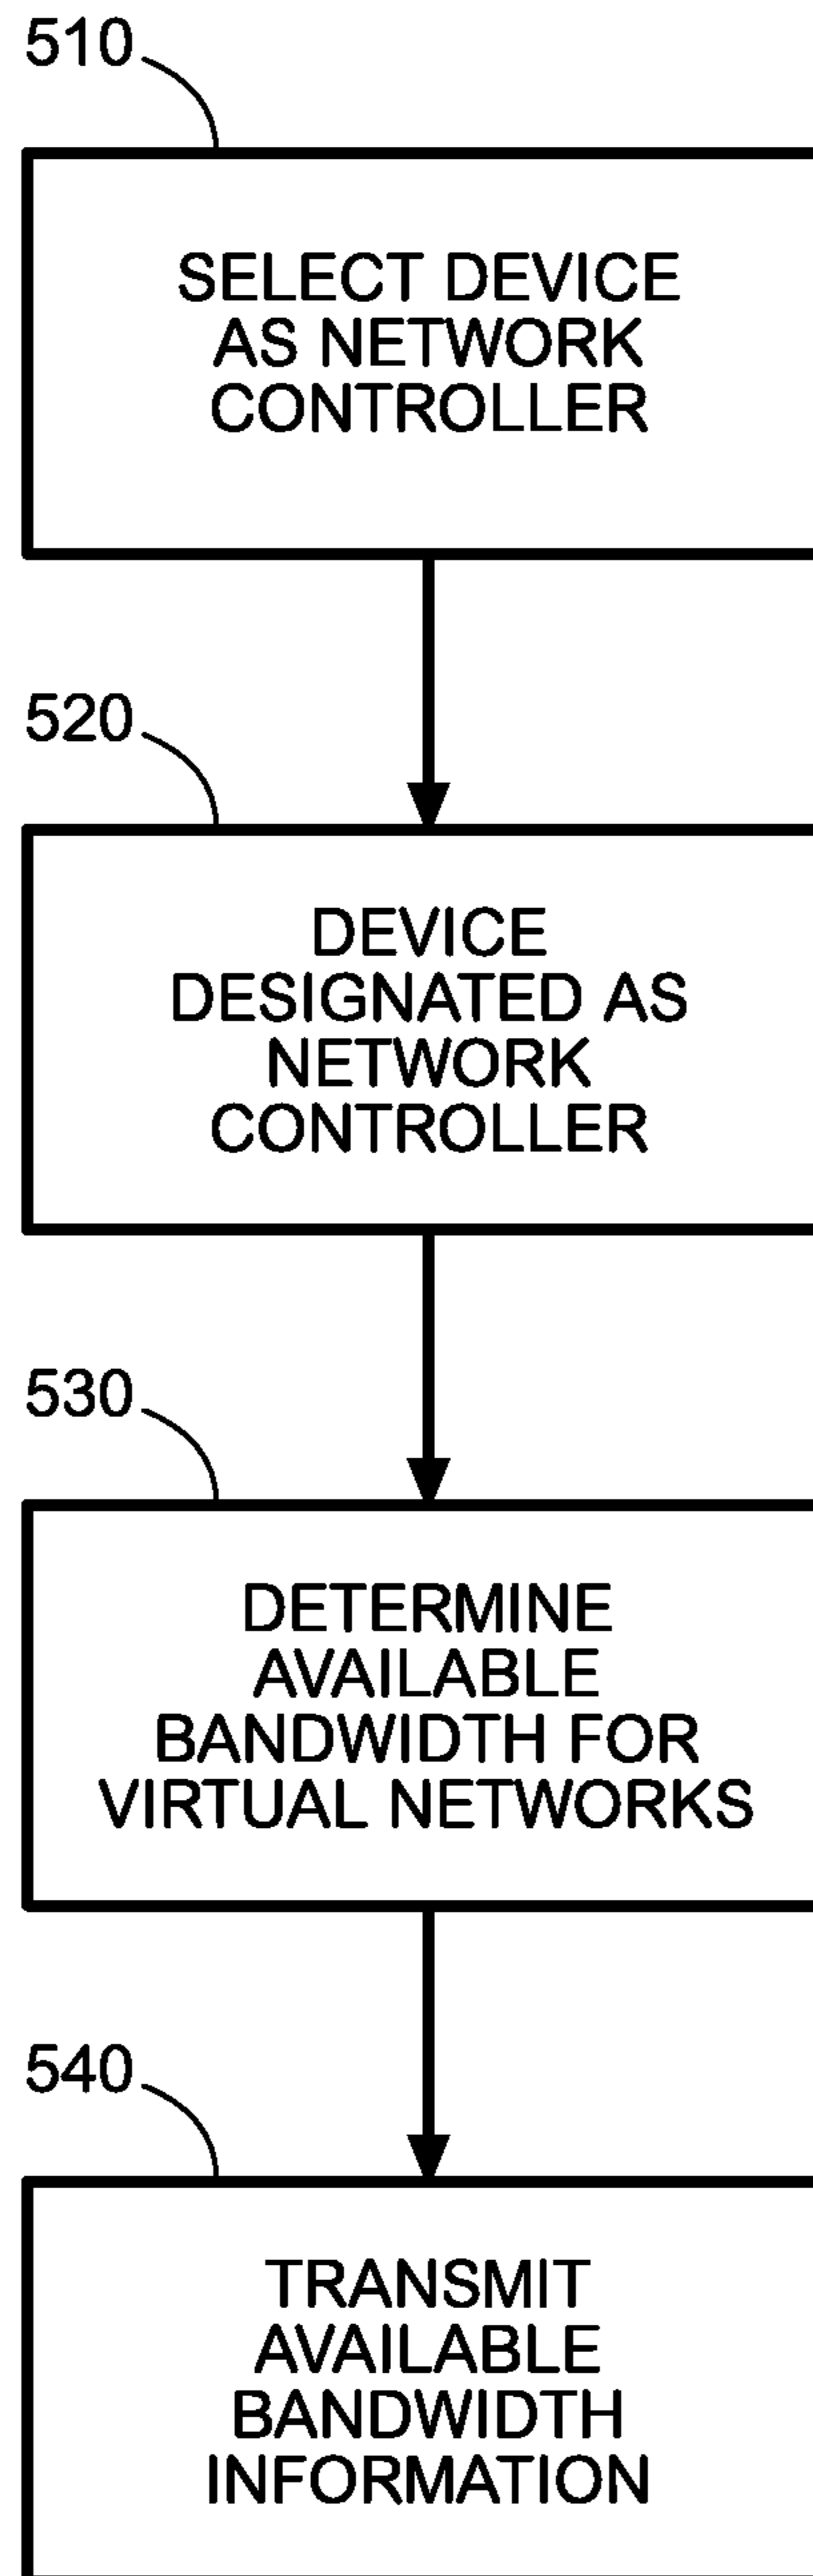 510
SELECT DEVICE
AS NETWORK
CONTROLLER
520
DEVICE
DESIGNATED AS
NETWORK
CONTROLLER
530
DETERMINE
AVAILABLE
BANDWIDTH FOR
VIRTUAL NETWORKS
540
TRANSMIT
AVAILABLE
BANDWIDTH
INFORMATION